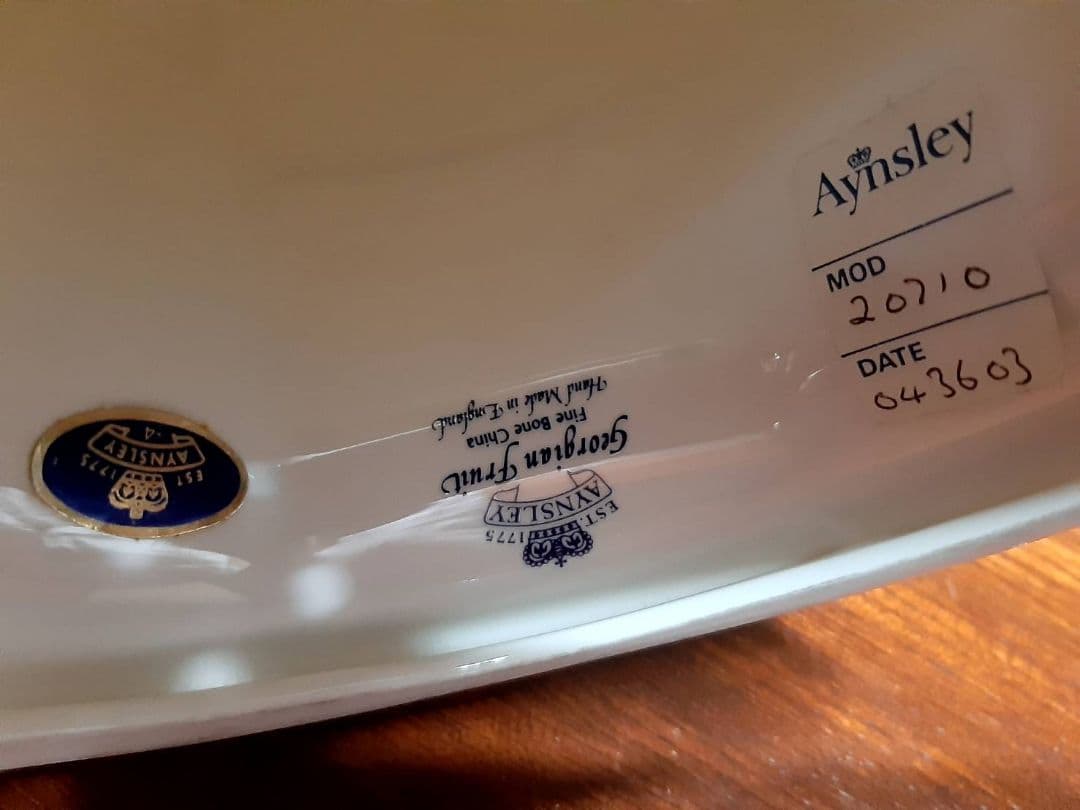 Aynsley
MOD
20710
DATE
043603
EST. 1775
AYNSLEY
Georgian Fruit
Fine Bone China
Hand Made in England
EST 1775
AYNSLEY